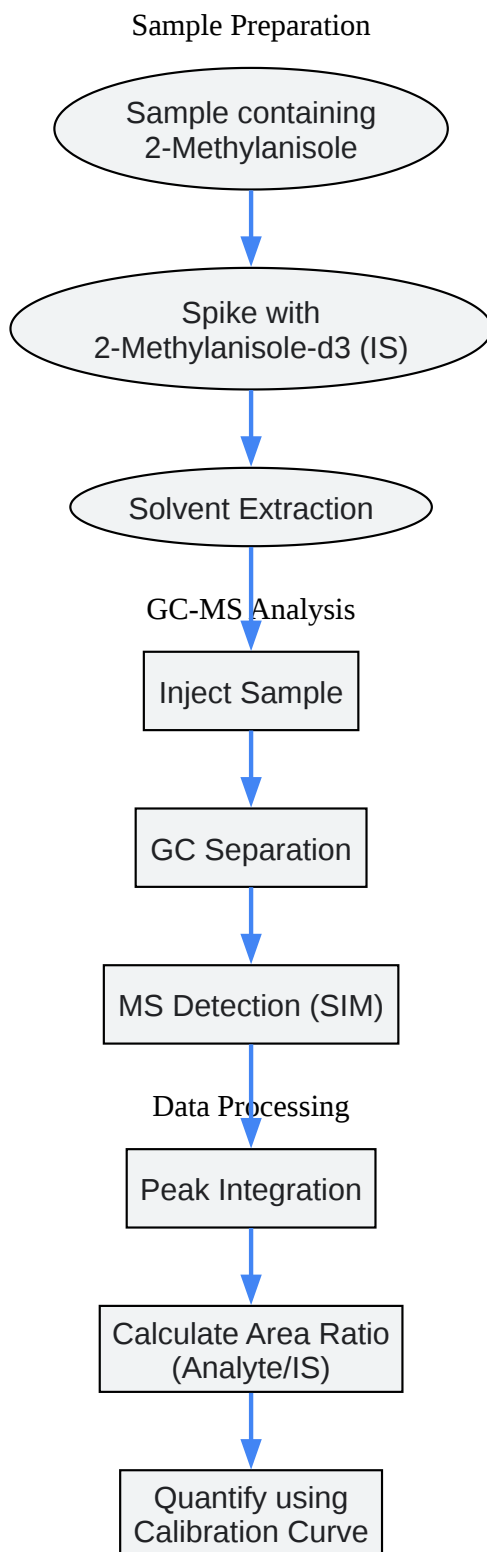 Sample Preparation
Sample containing
2-Methylanisole
Spike with
2-Methylanisole-d3 (IS)
Solvent Extraction
GC-MS Analysis
Inject Sample
GC Separation
MS Detection (SIM)
Data Processing
Peak Integration
Calculate Area Ratio
(Analyte/IS)
Quantify using
Calibration Curve